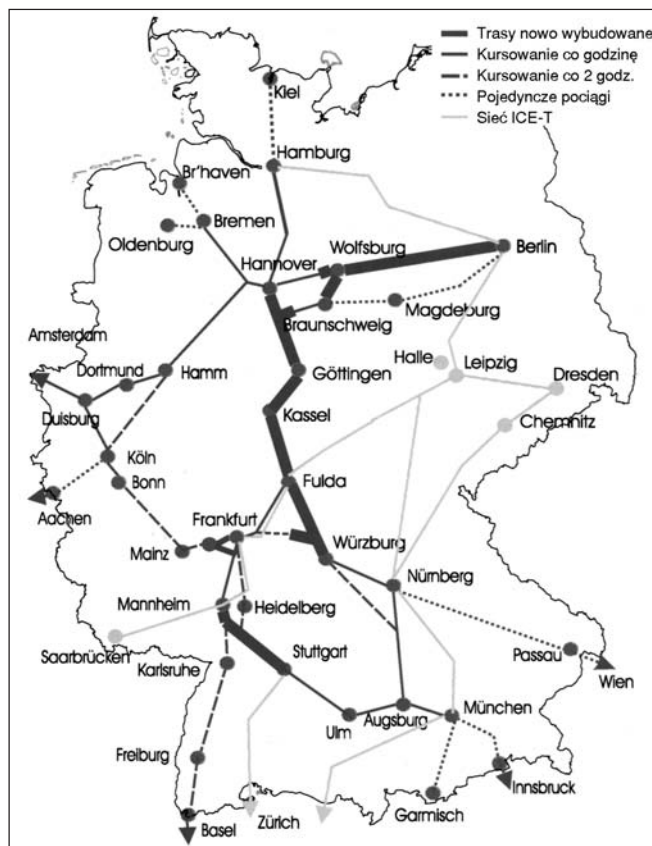 Trasy nowo wybudowane
Kursowanie co godzinę
Kursowanie co 2 godz.
Pojedyncze pociągi
Sieć ICE-T
Kiel
Hamburg
Br'haven
Bremen
Oldenburg
Wolfsburg
Berlin
Hannover
Braunschweig
Magdeburg
Amsterdam
Dortmund
Hamm
Göttingen
Halle
Leipzig
Dresden
Duisburg
Kassel
Chemnitz
Köln
Bonn
Fulda
Aachen
Frankfurt
Mainz
Würzburg
Nürnberg
Mannheim
Heidelberg
Saarbrücken
Karlsruhe
Stuttgart
Passau
Wien
Ulm
Augsburg
München
Freiburg
Innsbruck
Basel
Zürich
Garmisch